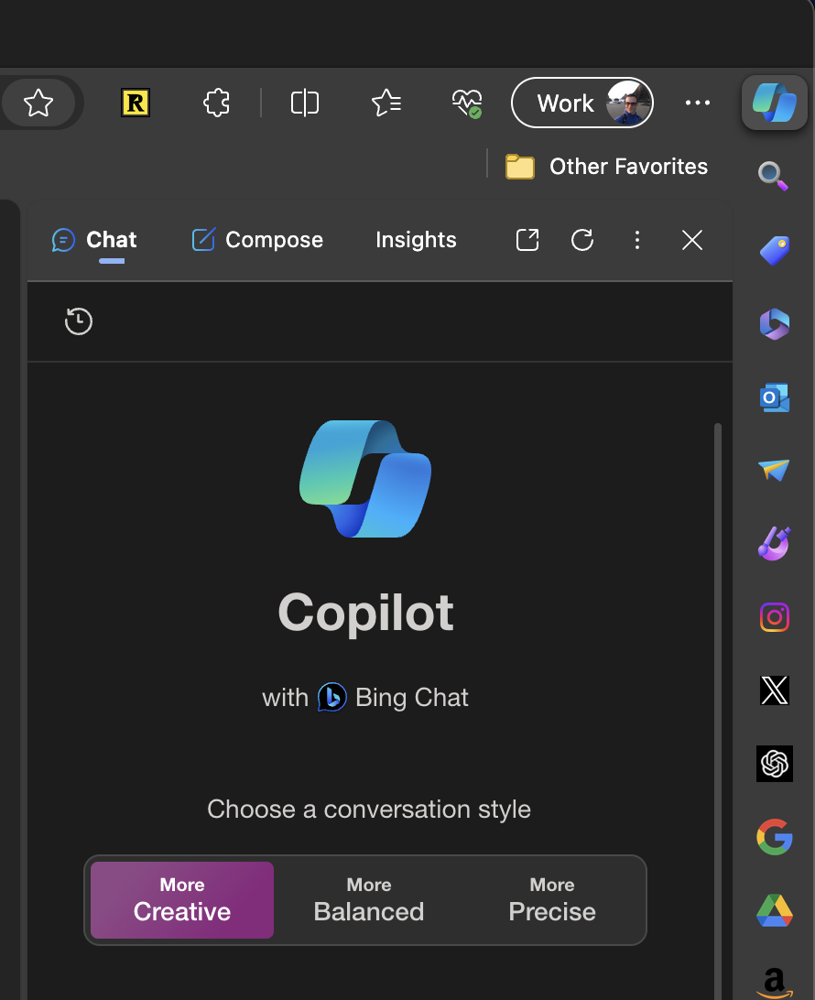 R
Work
Other Favorites
Chat
Compose
Insights
Copilot
with b Bing Chat
Choose a conversation style
More
Creative
More
Balanced
More
Precise
O
X
G
a